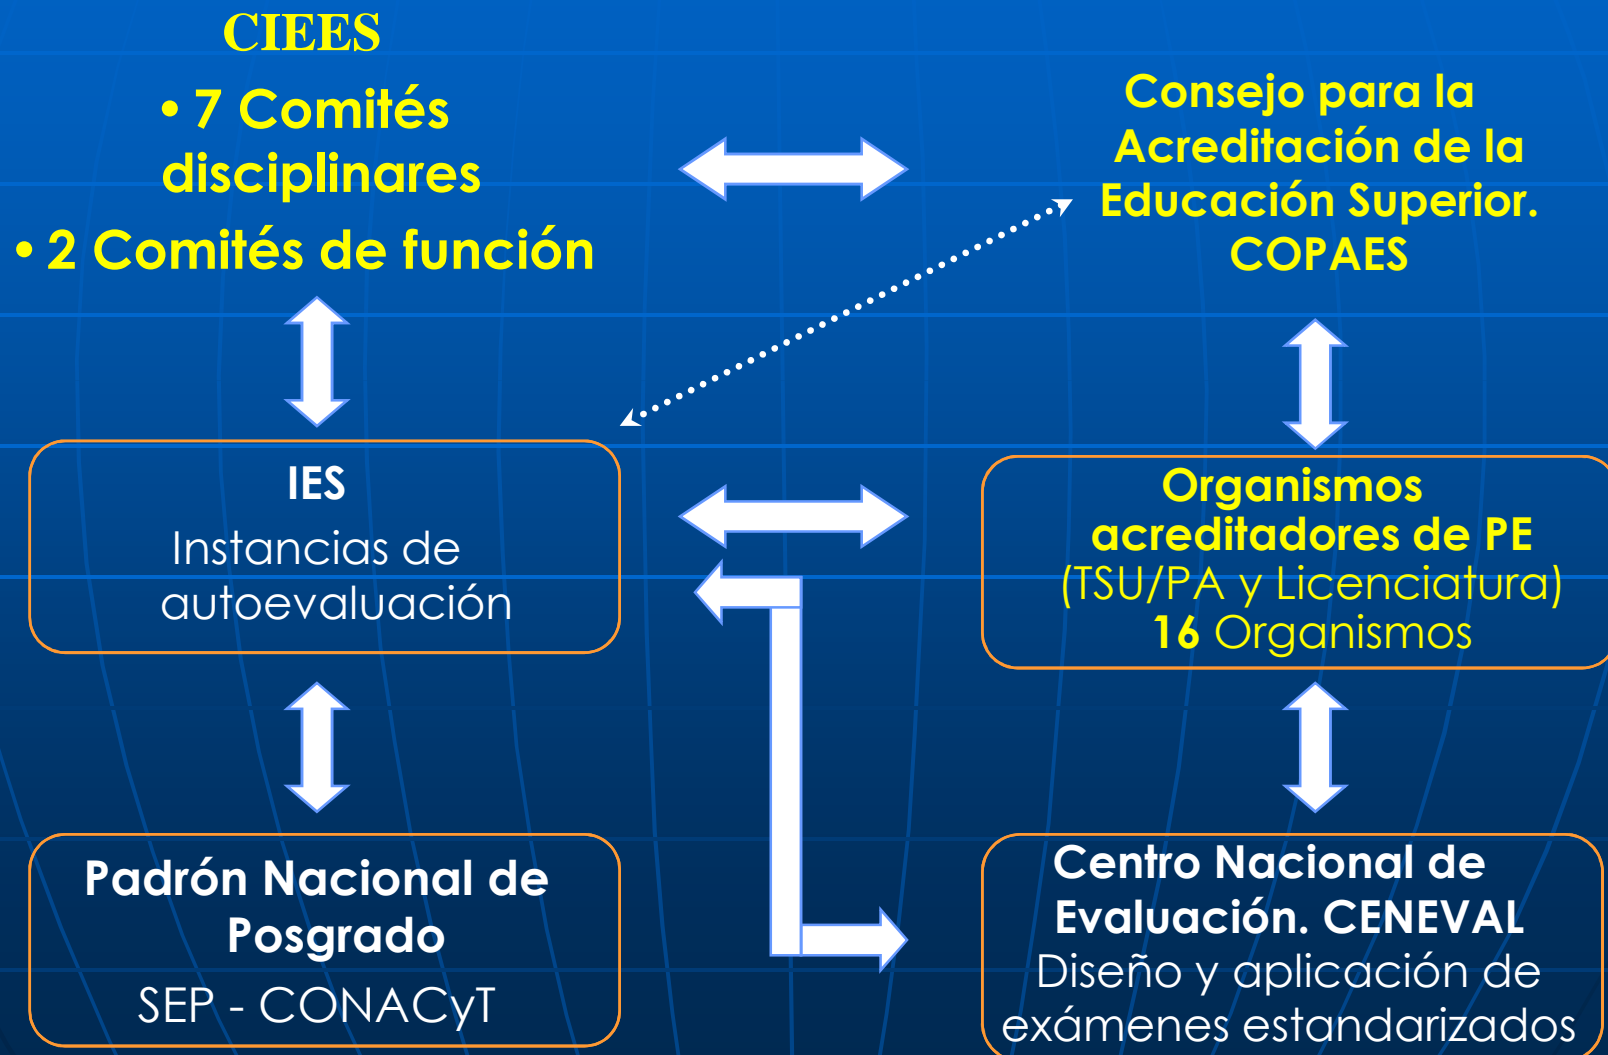 CIEES
• 7 Comités
disciplinares
• 2 Comités de función
Consejo para la
Acreditación de la
Educación Superior.
COPAES
IES
Instancias de
autoevaluación
Organismos
acreditadores de PE
(TSU/PA y Licenciatura)
16 Organismos
Padrón Nacional de
Posgrado
SEP - CONACyT
Centro Nacional de
Evaluación. CENEVAL
Diseño y aplicación de
exámenes estandarizados